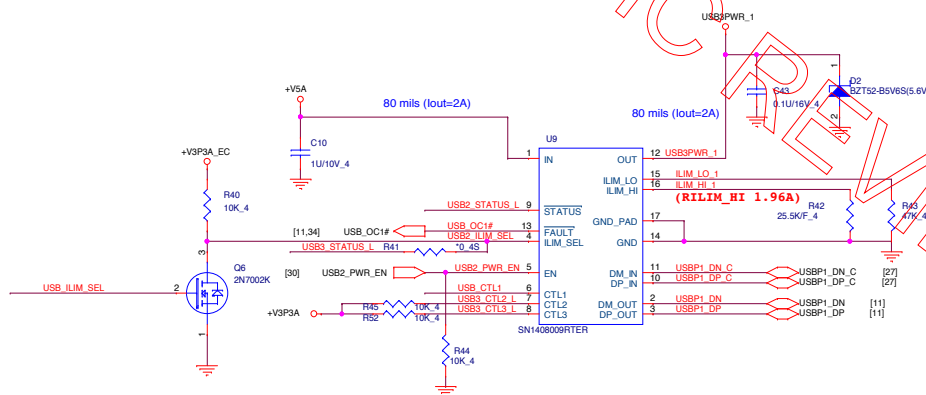 USB3PWR_1
+V5A
80 mils (Iout=2A)
80 mils (Iout=2A)
C10
1U/10V_4
C43
0.1U/16V_4
1
D2
BZT52-B5V6S(5.6V
2
+V3P3A_EC
R40
10K_4
U9
1 IN
OUT 12 USB3PWR_1
ILIM_LO 15 ILIM_LO_1
ILIM_HI 16 ILIM_HI_1
(RILIM_HI 1.96A)
R42
25.5K/F_4
R43
47K_4
USB2_STATUS_L 9 STATUS
[11,34] USB_OC1# USB_OC1# 13 FAULT
USB2_ILIM_SEL 4 ILIM_SEL
USB3_STATUS_L R41 *0_4S
GND_PAD 17
GND 14
3
Q6
2N7002K
USB_ILIM_SEL 2
1
[30] USB2_PWR_EN USB2_PWR_EN 5 EN
DM_IN 11 USBP1_DN_C USBP1_DN_C [27]
DP_IN 10 USBP1_DP_C USBP1_DP_C [27]
USB_CTL1 6 CTL1
R45 10K_4 USB3_CTL2_L 7 CTL2
+V3P3A R52 10K_4 USB3_CTL3_L 8 CTL3
DM_OUT 2 USBP1_DN USBP1_DN [11]
DP_OUT 3 USBP1_DP USBP1_DP [11]
SN1408009RTER
R44
10K_4